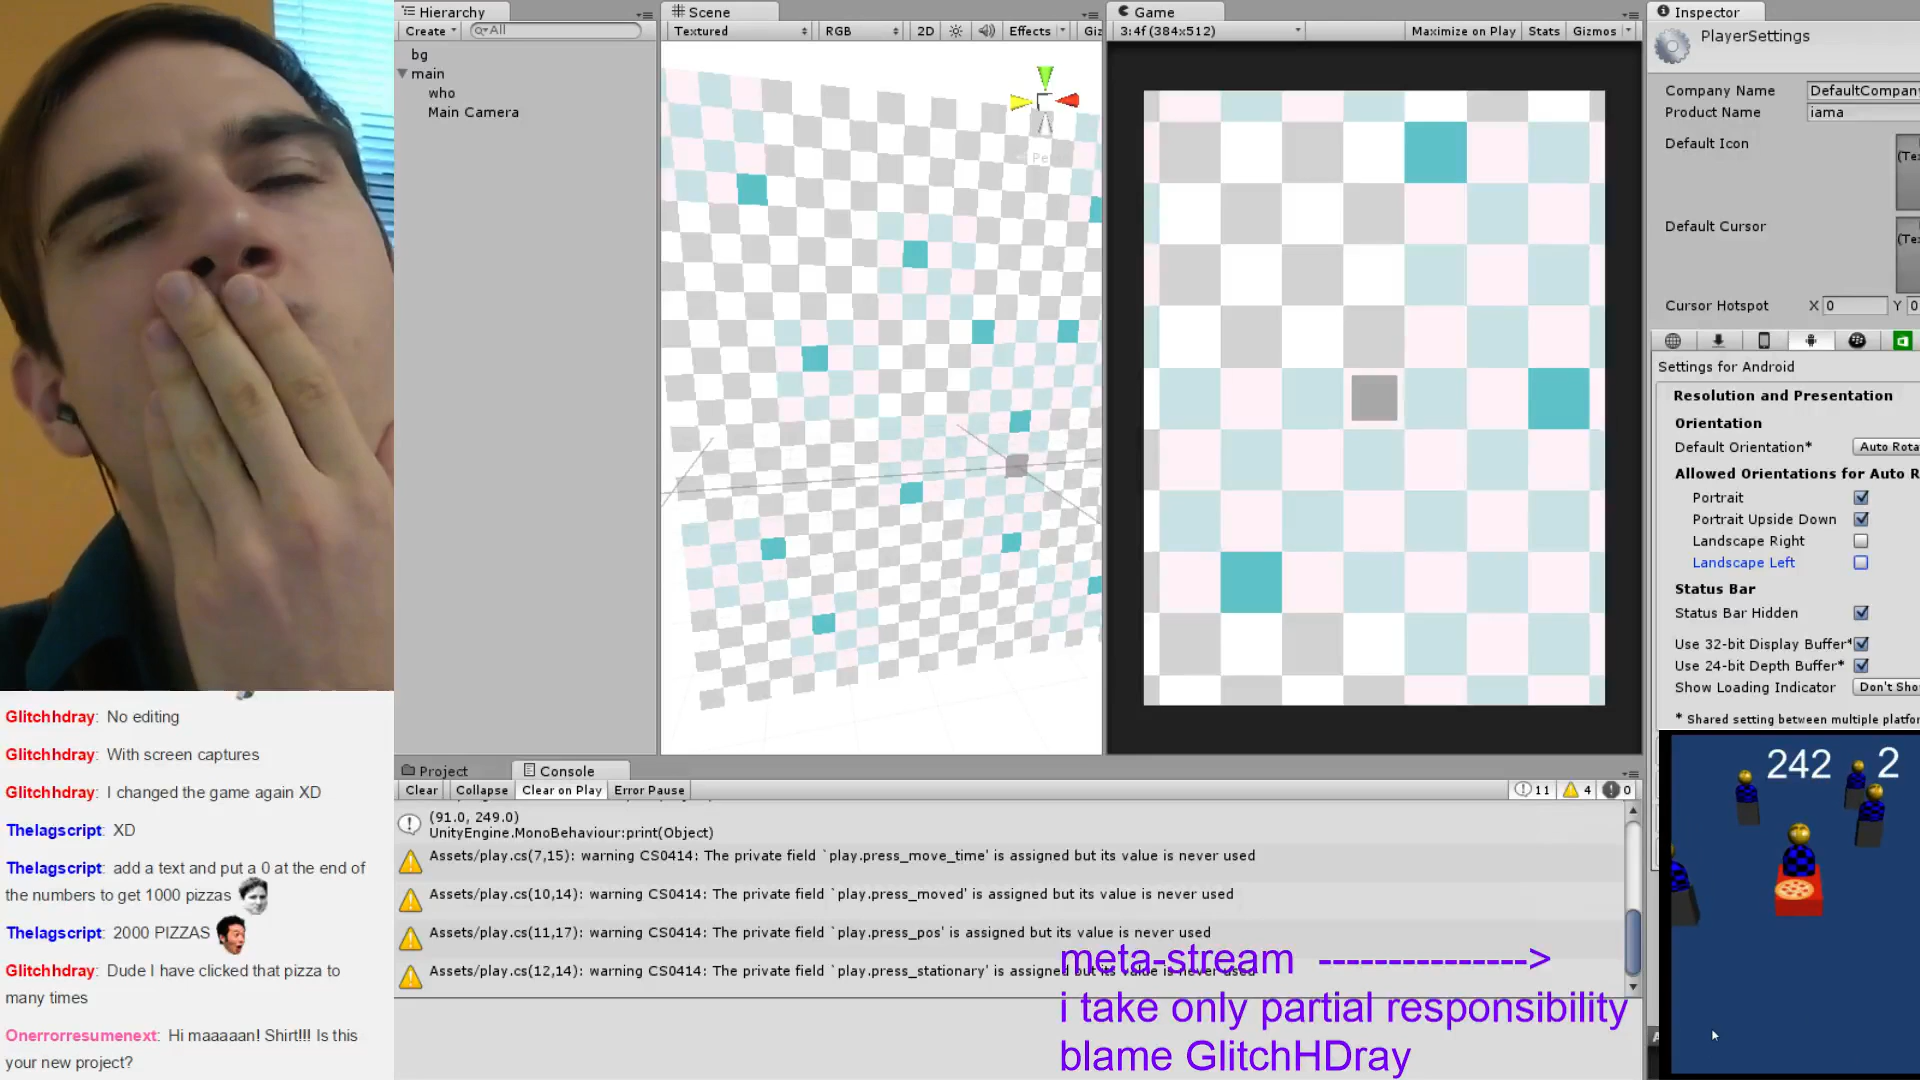 Hierarchy
Create
All
bg
main
who
Main Camera
Scene
Textured
RGB
2D
Effects
Giz
Game
3:4f (384x512)
Maximize on Play
Stats
Gizmos
Inspector
PlayerSettings
Company Name
DefaultCompany
Product Name
iama
Default Icon
(Te
Default Cursor
(Te
Cursor Hotspot
X 0
Y 0
Settings for Android
Resolution and Presentation
Orientation
Default Orientation*
Auto Rota
Allowed Orientations for Auto R
Portrait
Portrait Upside Down
Landscape Right
Landscape Left
Status Bar
Status Bar Hidden
Use 32-bit Display Buffer*
Use 24-bit Depth Buffer*
Show Loading Indicator
Don't Sho
* Shared setting between multiple platfo
242 2
Project
Console
Clear
Collapse
Clear on Play
Error Pause
11
4
0
(91.0, 249.0)
UnityEngine.MonoBehaviour:print(Object)
Assets/play.cs(7,15): warning CS0414: The private field `play.press_move_time' is assigned but its value is never used
Assets/play.cs(10,14): warning CS0414: The private field `play.press_moved' is assigned but its value is never used
Assets/play.cs(11,17): warning CS0414: The private field `play.press_pos' is assigned but its value is never used
Assets/play.cs(12,14): warning CS0414: The private field `play.press_stationary' is assigned but its value is never used
meta-stream --------------->
i take only partial responsibility
blame GlitchHDray
Glitchhdray: No editing
Glitchhdray: With screen captures
Glitchhdray: I changed the game again XD
Thelagscript: XD
Thelagscript: add a text and put a 0 at the end of
the numbers to get 1000 pizzas
Thelagscript: 2000 PIZZAS
Glitchhdray: Dude I have clicked that pizza to
many times
Onerrorresumenext: Hi maaaaan! Shirt!!! Is this
your new project?